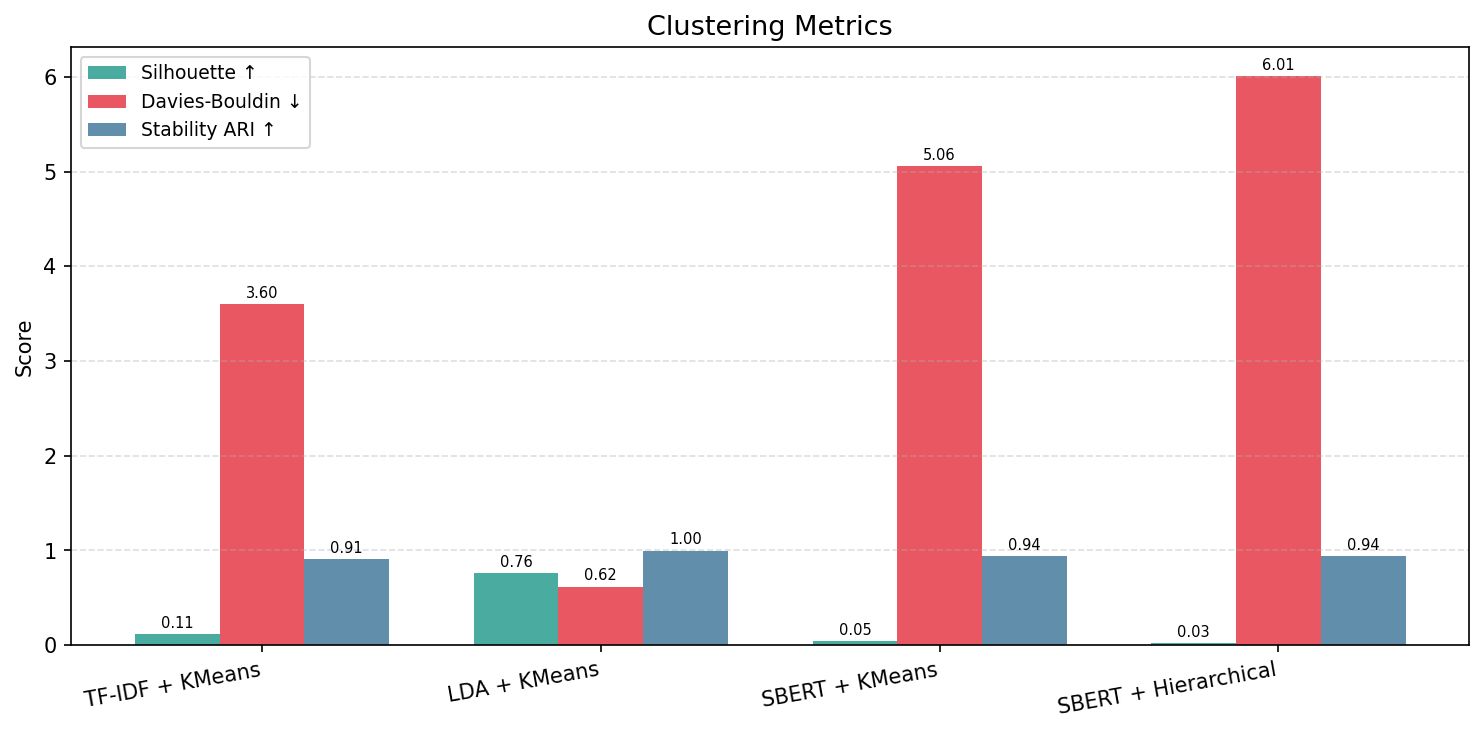 Clustering Metrics
Silhouette ↑
Davies-Bouldin ↓
Stability ARI ↑
Score
6
5
4
3
2
1
0
0.11
3.60
0.91
0.76
0.62
1.00
0.05
5.06
0.94
0.03
6.01
0.94
TF-IDF + KMeans
LDA + KMeans
SBERT + KMeans
SBERT + Hierarchical